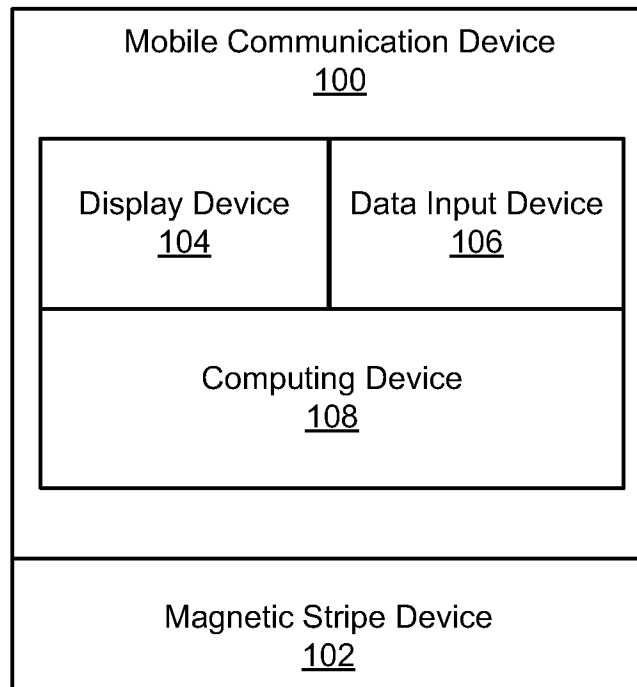 Mobile Communication Device
100
Display Device
104
Data Input Device
106
Computing Device
108
Magnetic Stripe Device
102